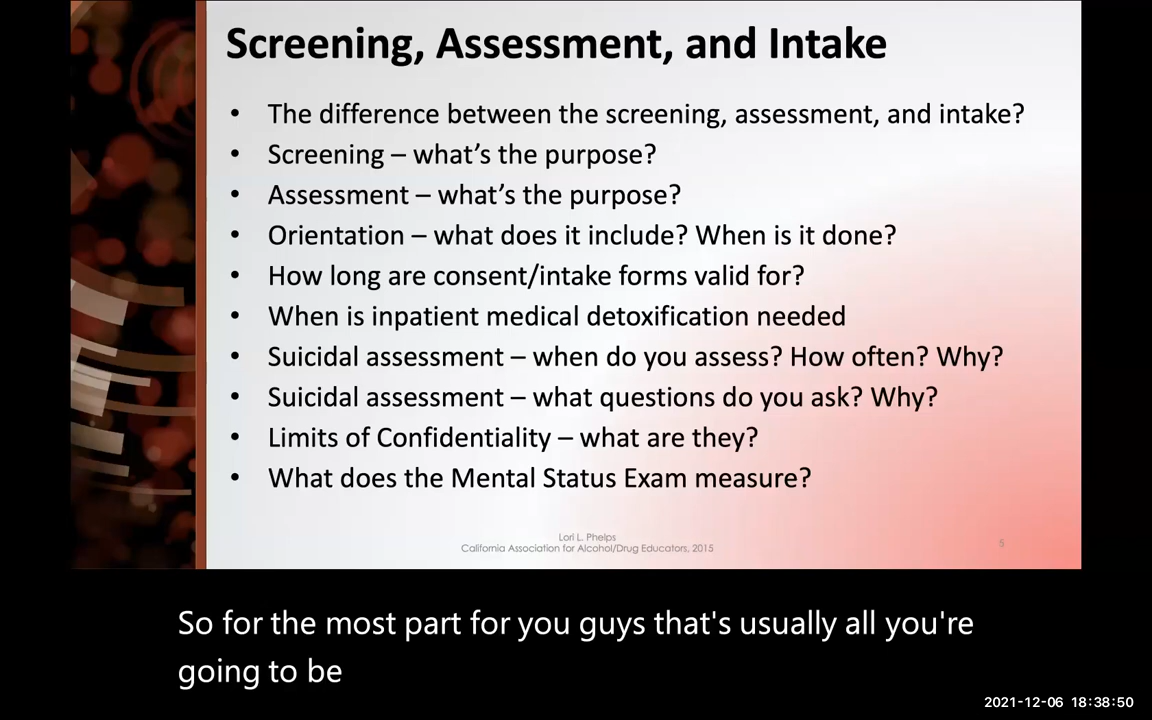 Screening, Assessment, and Intake
• The difference between the screening, assessment, and intake?
• Screening – what's the purpose?
• Assessment – what's the purpose?
• Orientation – what does it include? When is it done?
• How long are consent/intake forms valid for?
• When is inpatient medical detoxification needed
• Suicidal assessment – when do you assess? How often? Why?
• Suicidal assessment – what questions do you ask? Why?
• Limits of Confidentiality – what are they?
• What does the Mental Status Exam measure?
Lori L. Phelps
California Association for Alcohol/Drug Educators, 2015
5
So for the most part for you guys that's usually all you're
going to be
2021-12-06 18:38:50